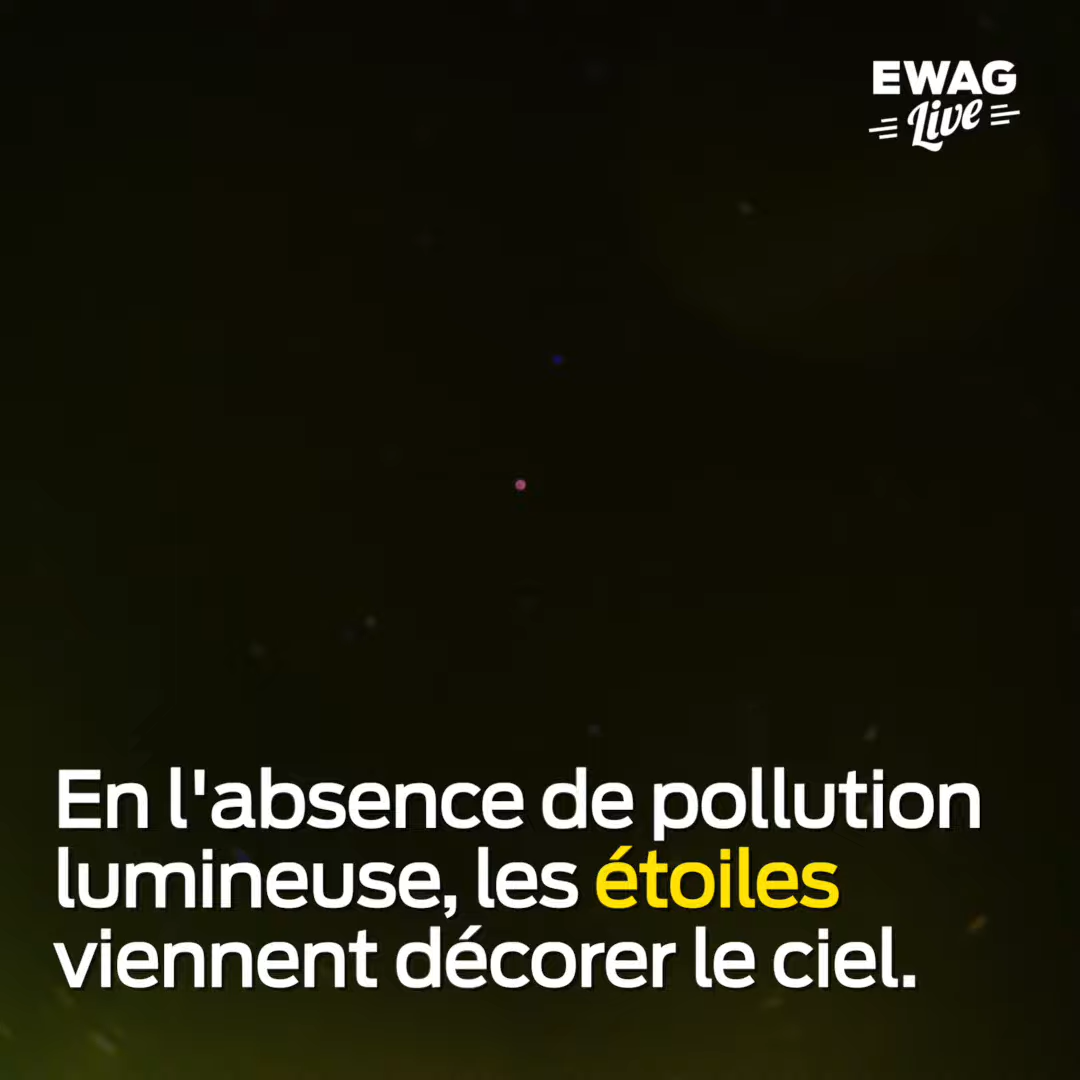 EWAG
Live
En l'absence de pollution
lumineuse, les étoiles
viennent décorer le ciel.